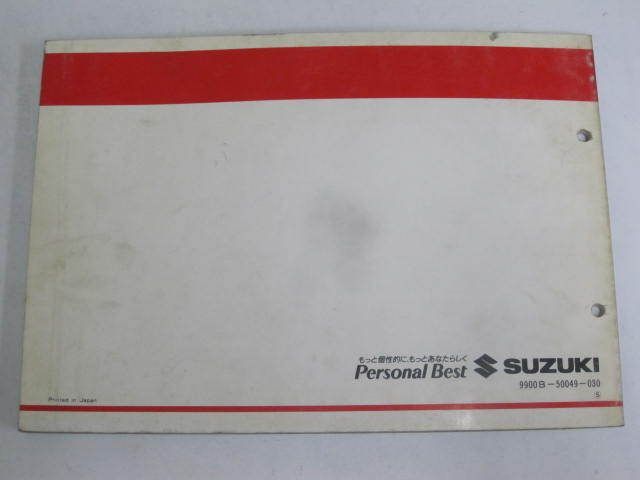 もっと個性的に、もっとあなたらしく
Personal Best SUZUKI
9900B-50049-030
S
Printed in Japan